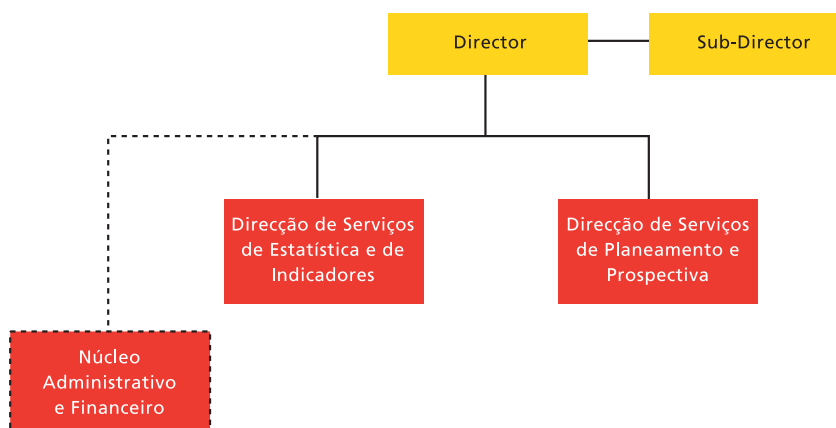 Director
Sub-Director
Direcção de Serviços
de Estatística e de
Indicadores
Direcção de Serviços
de Planeamento e
Prospectiva
Núcleo
Administrativo
e Financeiro